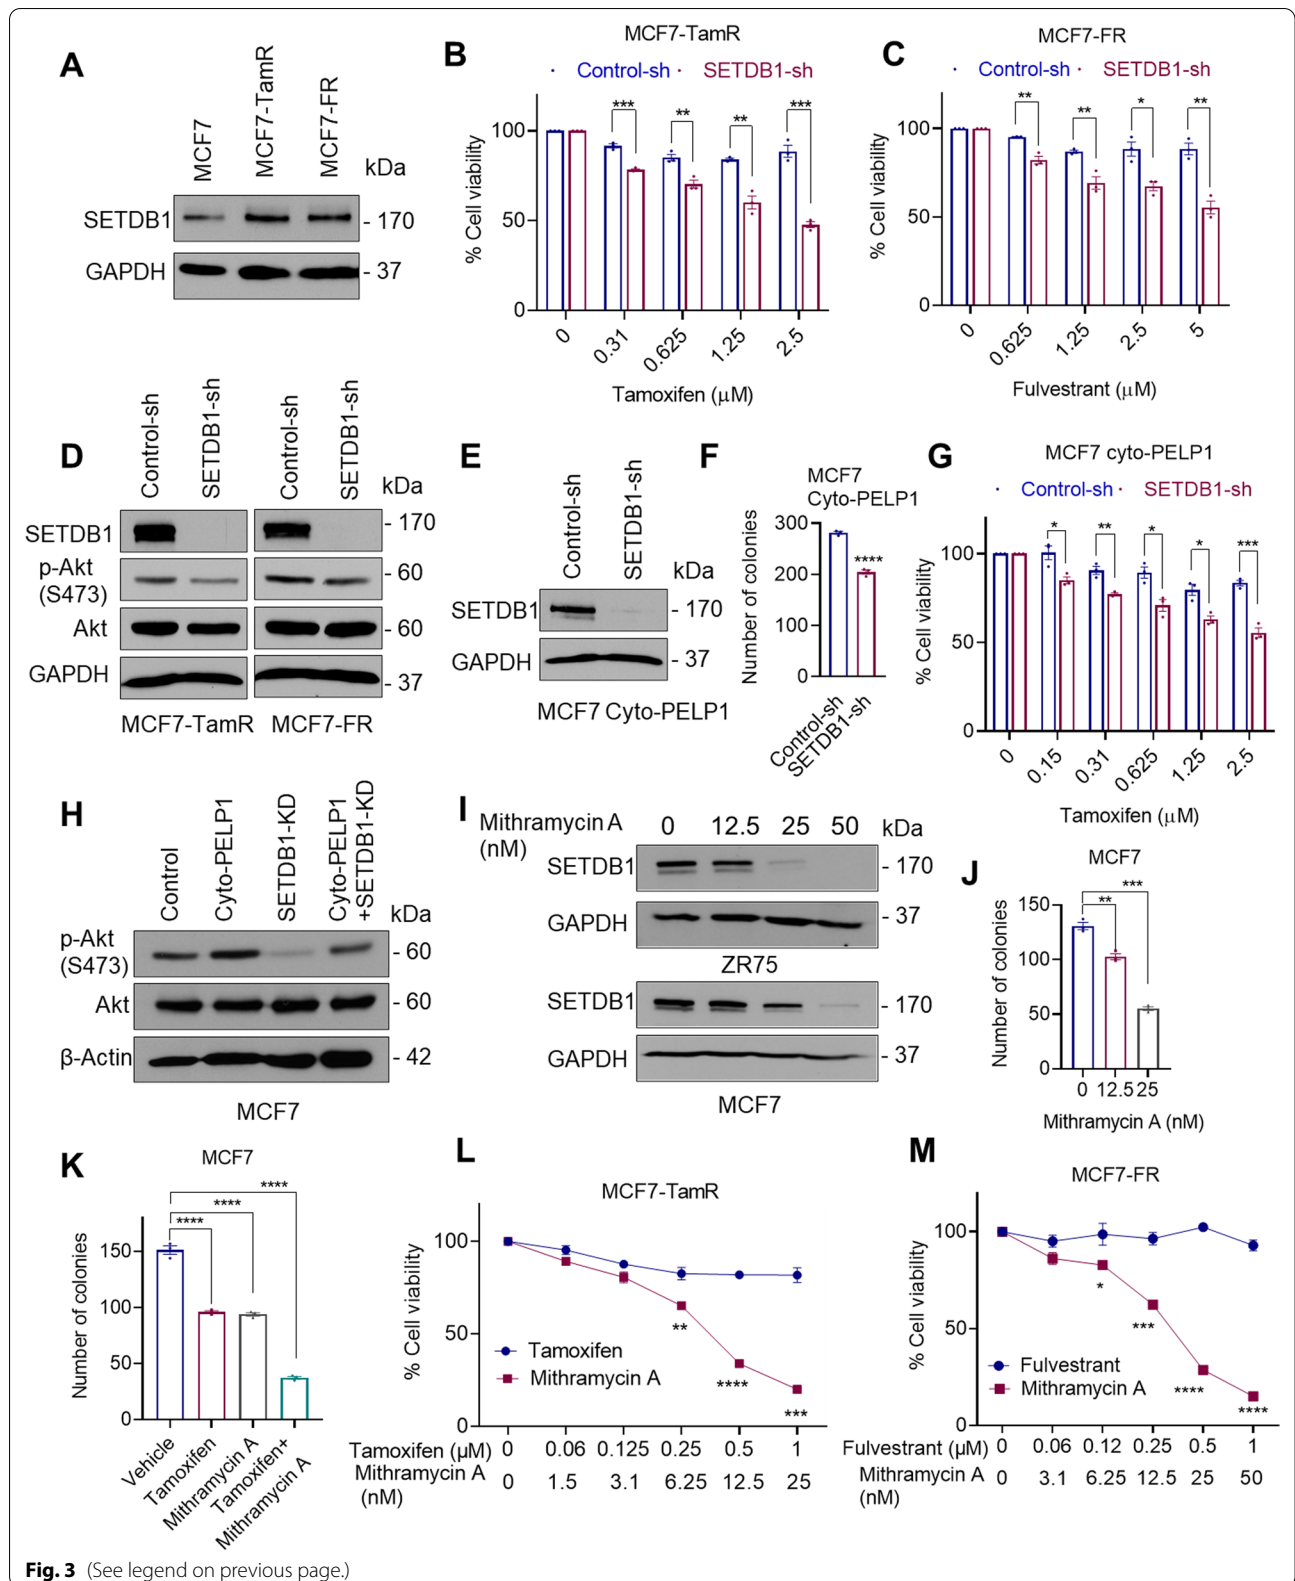 A
MCF7
MCF7-TamR
MCF7-FR
kDa
SETDB1
- 170
GAPDH
- 37
B
MCF7-TamR
Control-sh
SETDB1-sh
% Cell viability
100
50
0
***
**
**
***
0
0.31
0.625
1.25
2.5
Tamoxifen (µM)
C
MCF7-FR
Control-sh
SETDB1-sh
% Cell viability
100
50
0
**
**
*
**
0
0.625
1.25
2.5
5
Fulvestrant (µM)
D
Control-sh
SETDB1-sh
Control-sh
SETDB1-sh
kDa
SETDB1
- 170
p-Akt
(S473)
- 60
Akt
- 60
GAPDH
- 37
MCF7-TamR
MCF7-FR
E
Control-sh
SETDB1-sh
kDa
SETDB1
- 170
GAPDH
- 37
MCF7 Cyto-PELP1
F
MCF7
Cyto-PELP1
Number of colonies
300
200
100
0
****
Control-sh
SETDB1-sh
G
MCF7 cyto-PELP1
Control-sh
SETDB1-sh
% Cell viability
100
50
0
*
**
*
*
***
0
0.15
0.31
0.625
1.25
2.5
Tamoxifen (µM)
H
Control
Cyto-PELP1
SETDB1-KD
Cyto-PELP1
+SETDB1-KD
kDa
p-Akt
(S473)
- 60
Akt
- 60
β-Actin
- 42
MCF7
I
Mithramycin A
(nM)
0 12.5 25 50
kDa
SETDB1
- 170
GAPDH
- 37
ZR75
SETDB1
- 170
GAPDH
- 37
MCF7
J
MCF7
Number of colonies
150
100
50
0
***
**
0 12.5 25
Mithramycin A (nM)
K
MCF7
Number of colonies
150
100
50
0
****
****
****
Vehicle
Tamoxifen
Mithramycin A
Tamoxifen+
Mithramycin A
L
MCF7-TamR
% Cell viability
100
50
0
Tamoxifen
Mithramycin A
**
****
***
Tamoxifen (µM) 0 0.06 0.125 0.25 0.5 1
Mithramycin A
(nM)
0 1.5 3.1 6.25 12.5 25
M
MCF7-FR
% Cell viability
100
50
0
Fulvestrant
Mithramycin A
*
***
****
****
Fulvestrant (µM) 0 0.06 0.12 0.25 0.5 1
Mithramycin A
(nM)
0 3.1 6.25 12.5 25 50
Fig. 3 (See legend on previous page.)